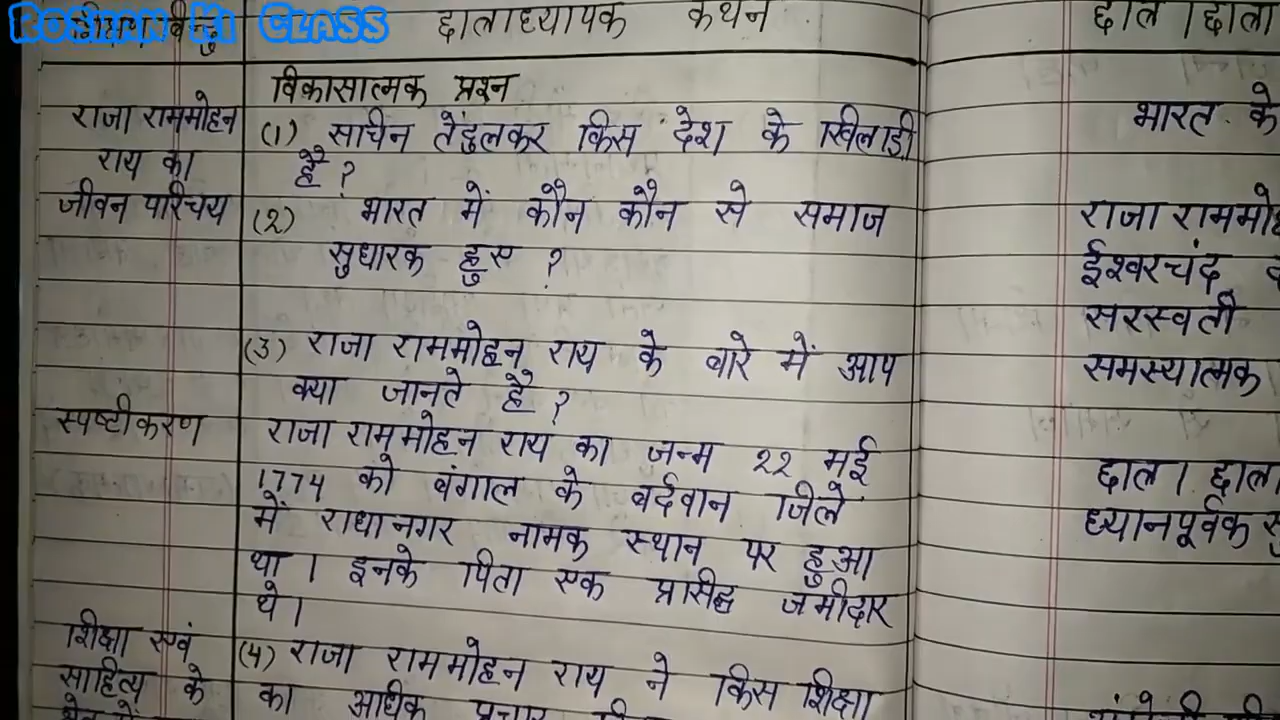 Roshan Ki Class
शिक्षण बिन्दु
छात्राध्यापक कथन
छात्र / छात्रा
विकासात्मक प्रश्न
राजा राममोहन
राय का
जीवन परिचय
(1) सचिन तेंदुलकर किस देश के खिलाडी
है ?
(2) भारत में कौन कौन से समाज
सुधारक हुए ?
(3) राजा राममोहन राय के बारे में आप
क्या जानते है ?
स्पष्टीकरण
राजा राममोहन राय का जन्म 22 मई
1774 को बंगाल के बर्दवान जिले
में राधानगर नामक स्थान पर हुआ
था । इनके पिता एक प्रसिद्ध जमीदार
थे ।
शिक्षा एवं
साहित्य के
(4) राजा राममोहन राय ने किस शिक्षा
का अधिक प्रचार
भारत के
राजा राममो
ईश्वरचंद
सरस्वती
समस्यात्मक
छात्र / छात्रा
ध्यानपूर्वक सु